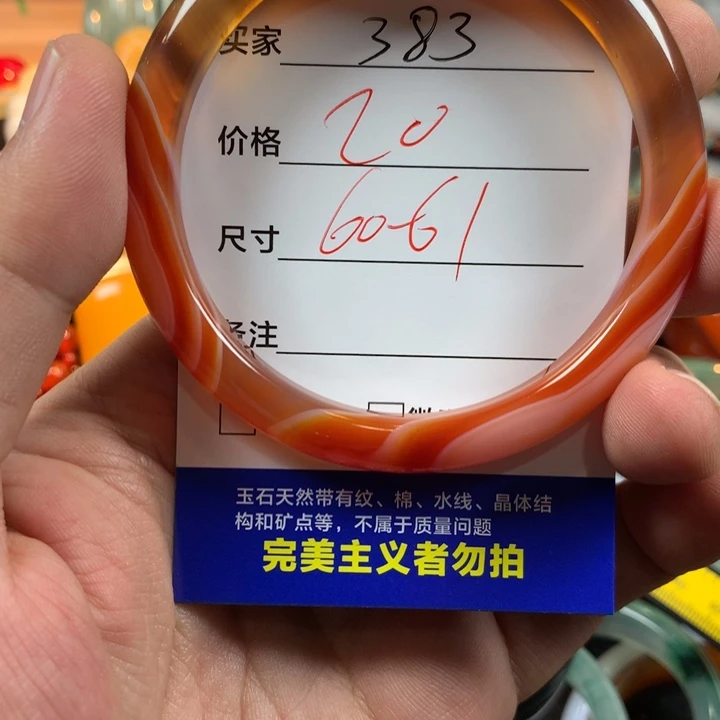 买家 383
价格 20
尺寸 60-61
备注
玉石天然带有纹、棉、水线、晶体结
构和矿点等，不属于质量问题
完美主义者勿拍